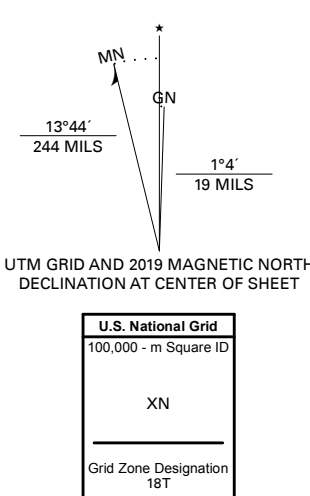 ★
MN
GN
13°44´
244 MILS
1°4´
19 MILS
UTM GRID AND 2019 MAGNETIC NORTH
DECLINATION AT CENTER OF SHEET
U.S. National Grid
100,000 - m Square ID
XN
Grid Zone Designation
18T